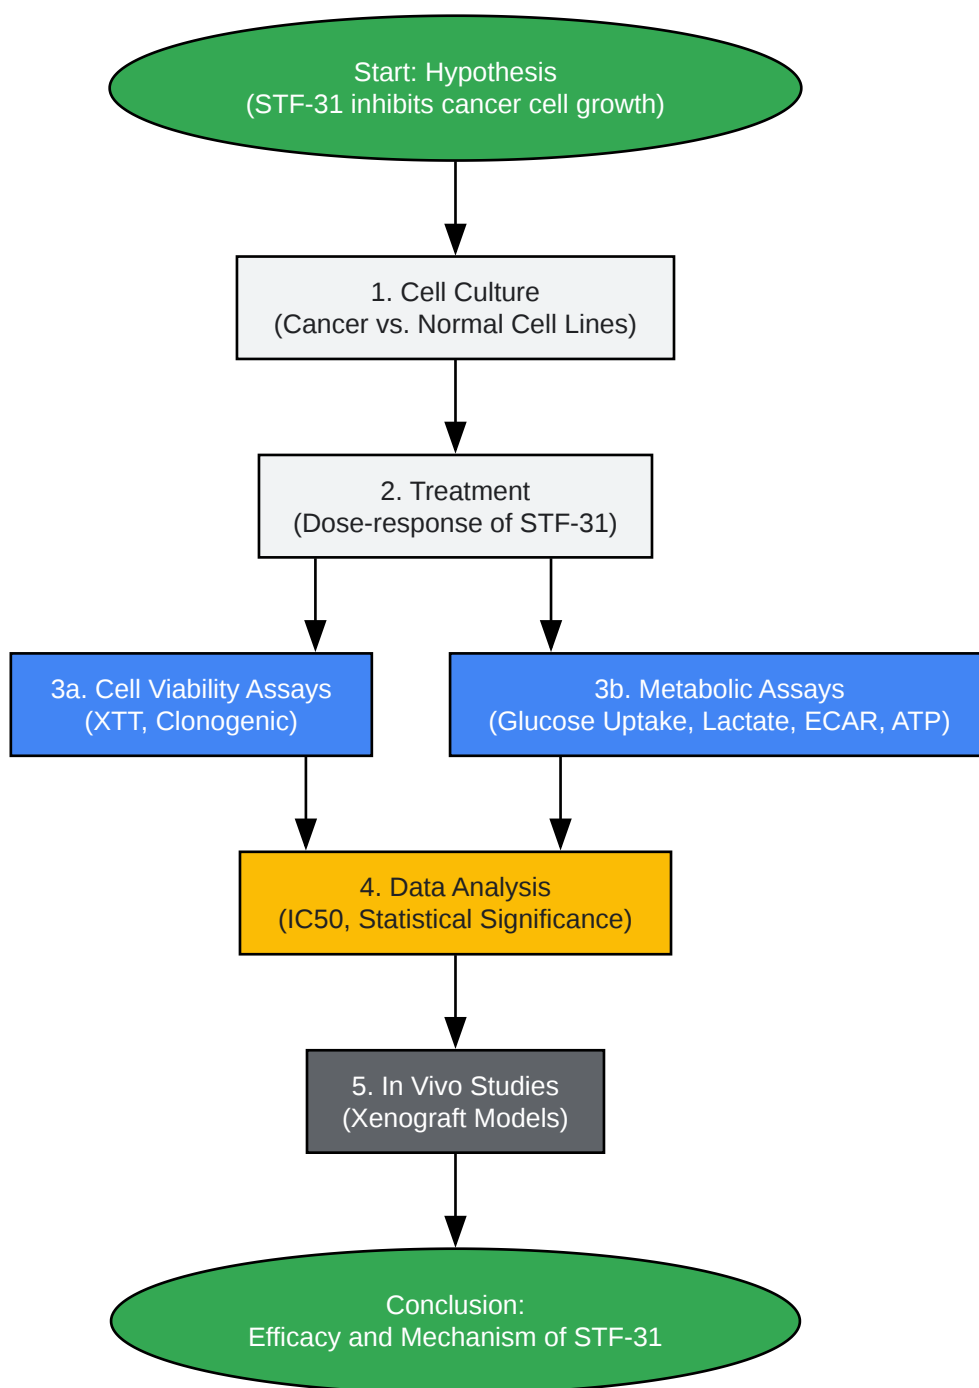 Start: Hypothesis
(STF-31 inhibits cancer cell growth)
1. Cell Culture
(Cancer vs. Normal Cell Lines)
2. Treatment
(Dose-response of STF-31)
3a. Cell Viability Assays
(XTT, Clonogenic)
3b. Metabolic Assays
(Glucose Uptake, Lactate, ECAR, ATP)
4. Data Analysis
(IC50, Statistical Significance)
5. In Vivo Studies
(Xenograft Models)
Conclusion:
Efficacy and Mechanism of STF-31